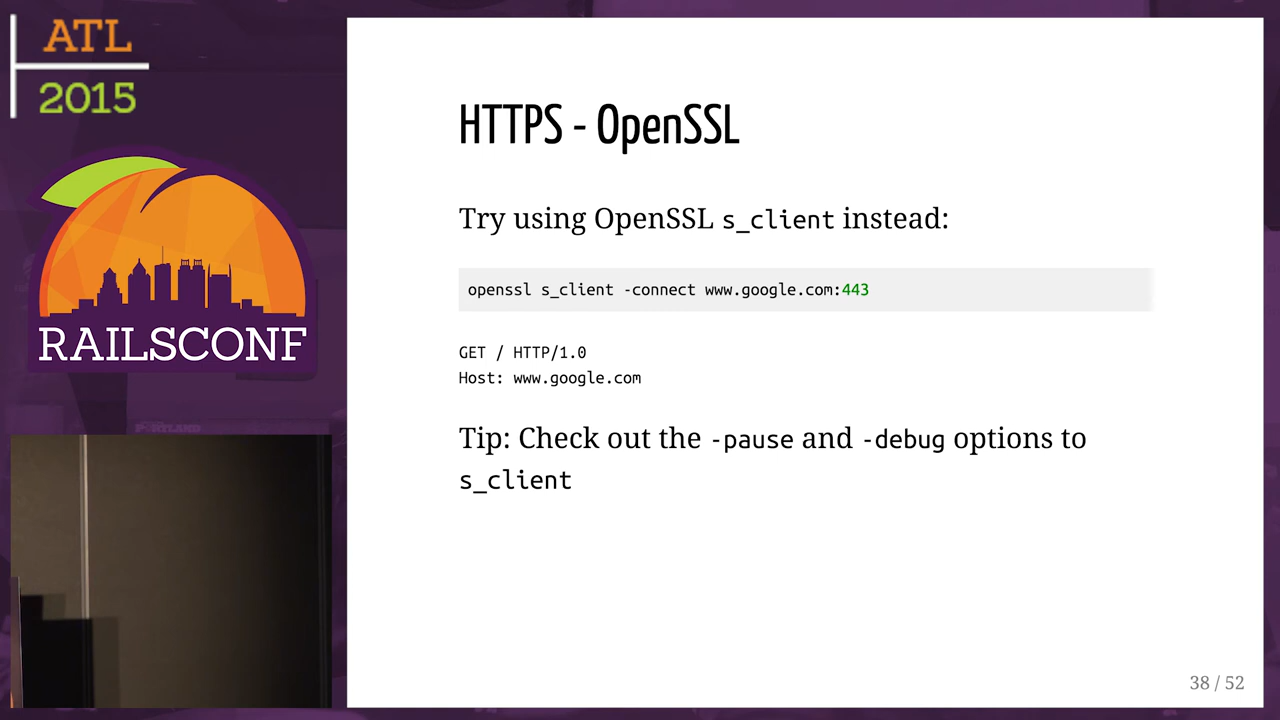 ATL
2015
RAILSCONF
HTTPS - OpenSSL
Try using OpenSSL s_client instead:
openssl s_client -connect www.google.com:443
GET / HTTP/1.0
Host: www.google.com
Tip: Check out the -pause and -debug options to
s_client
38 / 52
PORTLAND